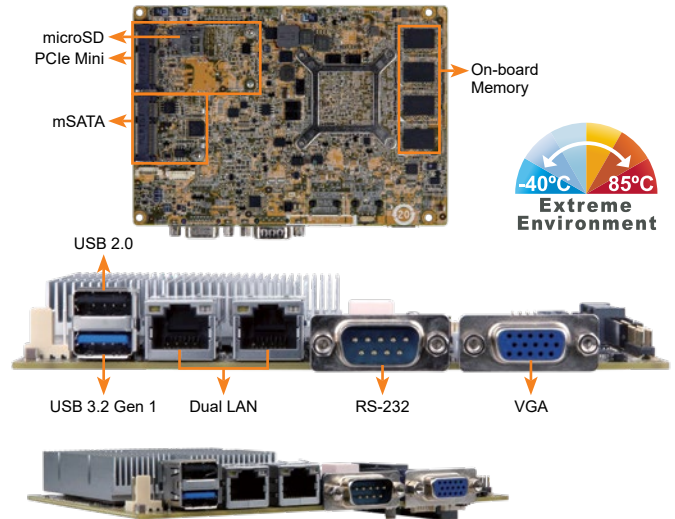 microSD
PCIe Mini
mSATA
On-board
Memory
-40ºC
85ºC
Extreme
Environment
20
USB 2.0
USB 3.2 Gen 1
Dual LAN
RS-232
VGA